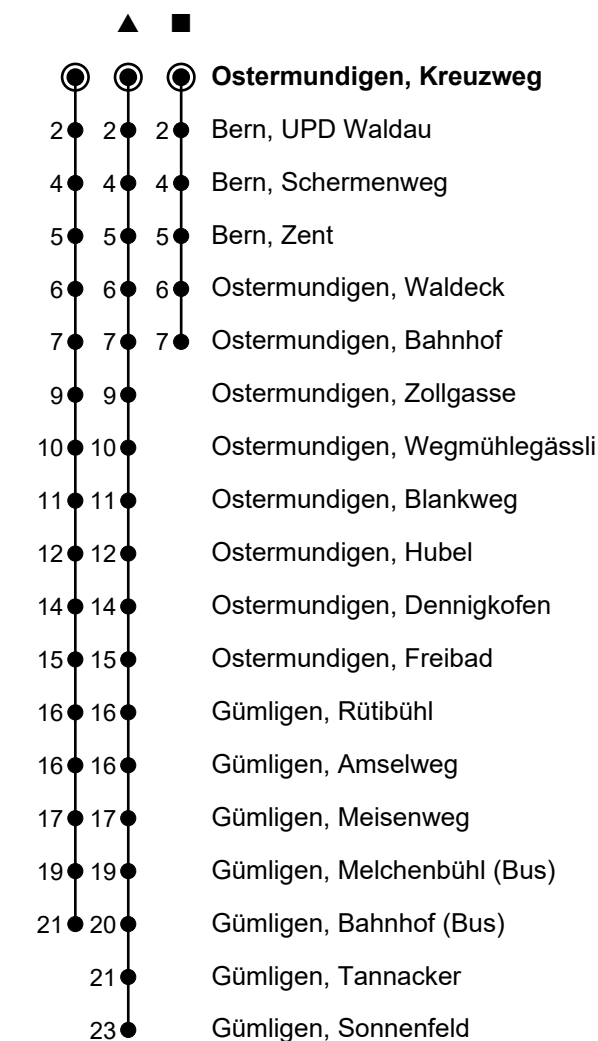 ▲ ■
Ostermundigen, Kreuzweg
2 2 2 Bern, UPD Waldau
4 4 4 Bern, Schermenweg
5 5 5 Bern, Zent
6 6 6 Ostermundigen, Waldeck
7 7 7 Ostermundigen, Bahnhof
9 9 Ostermundigen, Zollgasse
10 10 Ostermundigen, Wegmühlegässli
11 11 Ostermundigen, Blankweg
12 12 Ostermundigen, Hubel
14 14 Ostermundigen, Dennigkofen
15 15 Ostermundigen, Freibad
16 16 Gümligen, Rütibühl
16 16 Gümligen, Amselweg
17 17 Gümligen, Meisenweg
19 19 Gümligen, Melchenbühl (Bus)
21 20 Gümligen, Bahnhof (Bus)
21 Gümligen, Tannacker
23 Gümligen, Sonnenfeld